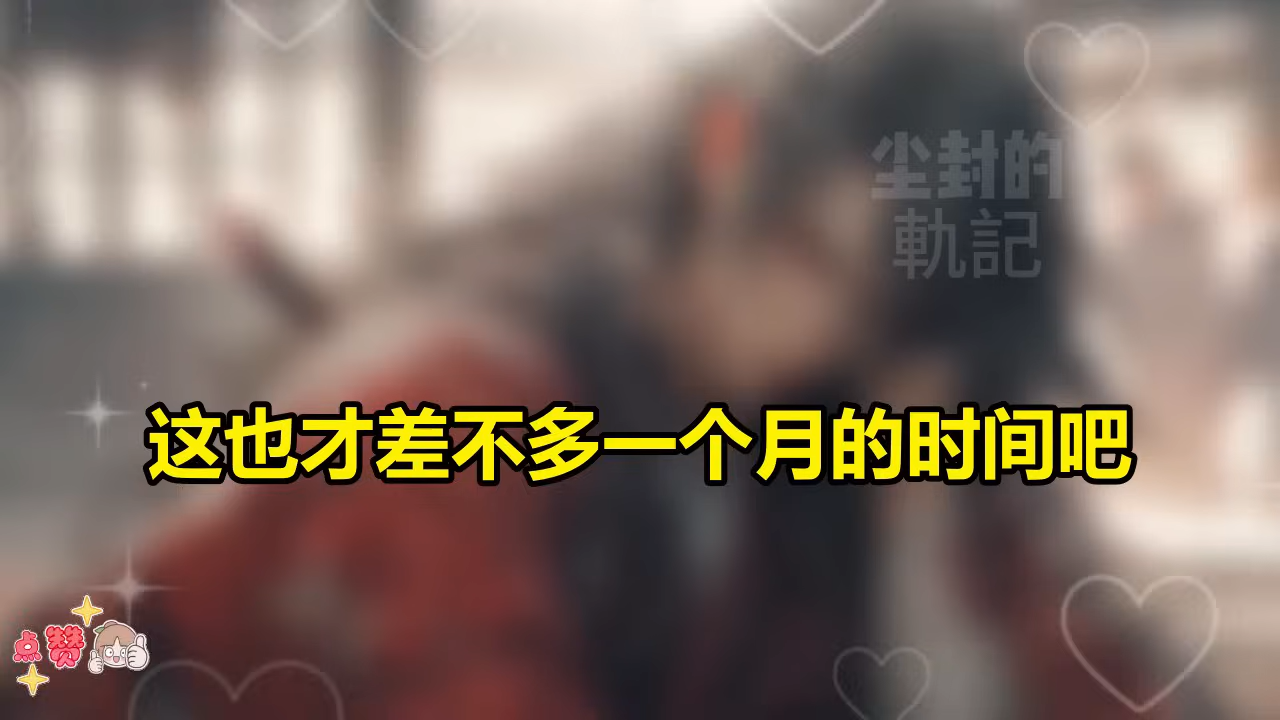 尘封的
軌記
这也才差不多一个月的时间吧
点赞